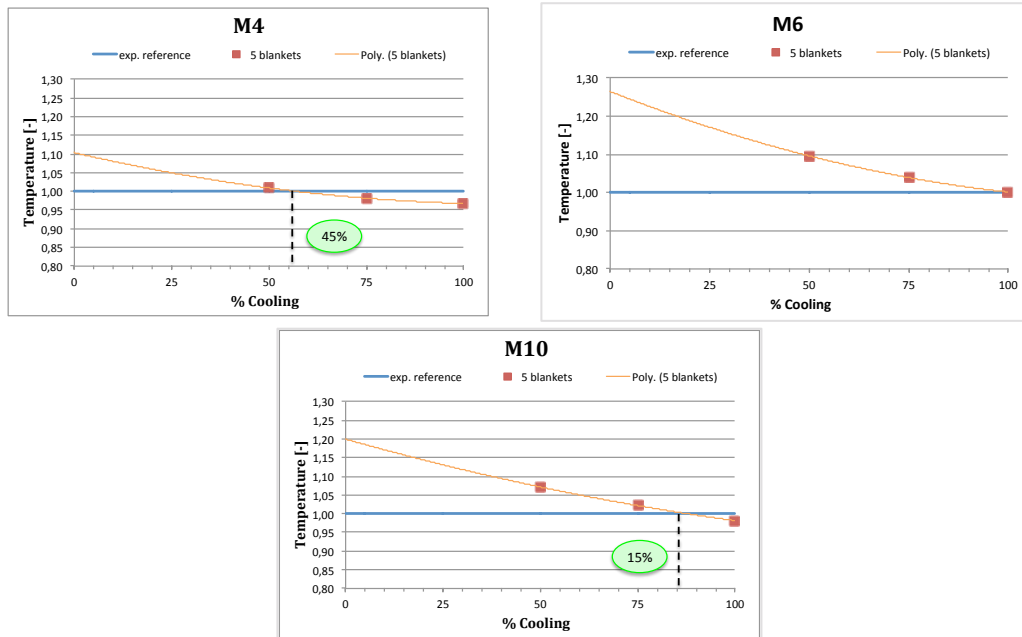 M4
exp. reference 5 blankets Poly. (5 blankets)
Temperature [-]
1,30
1,25
1,20
1,15
1,10
1,05
1,00
0,95
0,90
0,85
0,80
45%
0 25 50 75 100
% Cooling
M6
exp. reference 5 blankets Poly. (5 blankets)
Temperature [-]
1,30
1,20
1,10
1,00
0,90
0,80
0 25 50 75 100
% Cooling
M10
exp. reference 5 blankets Poly. (5 blankets)
Temperature [-]
1,30
1,25
1,20
1,15
1,10
1,05
1,00
0,95
0,90
0,85
0,80
15%
0 25 50 75 100
% Cooling